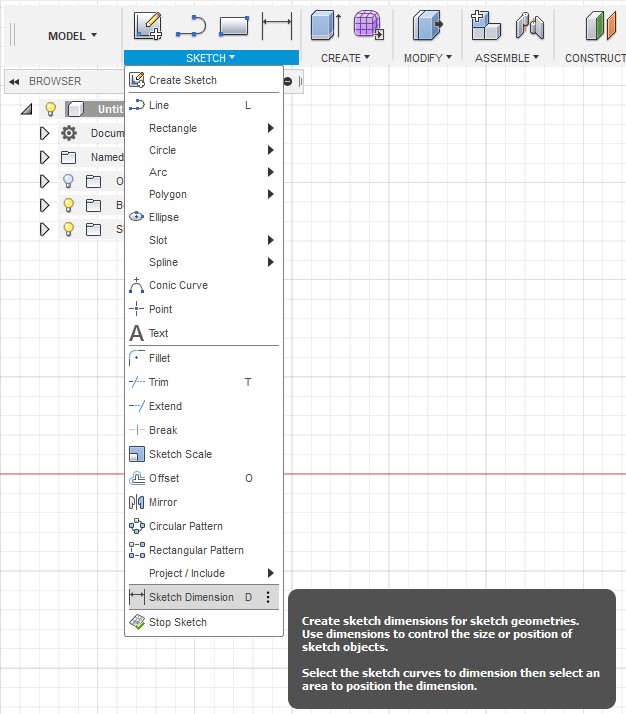 MODEL
SKETCH
CREATE
MODIFY
ASSEMBLE
CONSTRUCT
BROWSER
Create Sketch
Untit
Line L
Docum
Rectangle
Named
Circle
Arc
O
Polygon
B
Ellipse
S
Slot
Spline
Conic Curve
Point
Text
Fillet
Trim T
Extend
Break
Sketch Scale
Offset O
Mirror
Circular Pattern
Rectangular Pattern
Project / Include
Sketch Dimension D
Stop Sketch
Create sketch dimensions for sketch geometries.
Use dimensions to control the size or position of
sketch objects.
Select the sketch curves to dimension then select an
area to position the dimension.